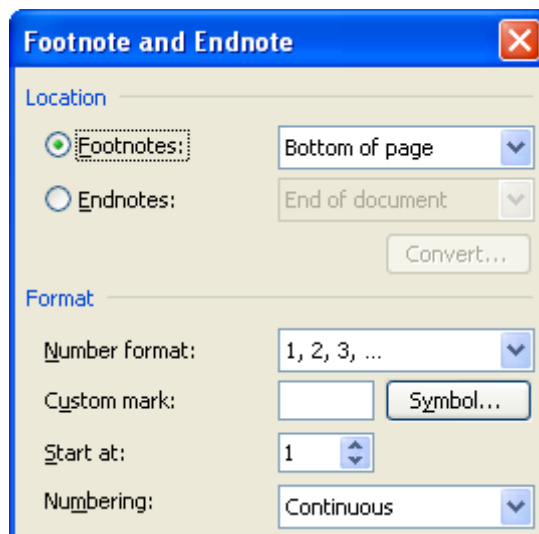 Footnote and Endnote
Location
Footnotes: Bottom of page
Endnotes: End of document
Convert...
Format
Number format: 1, 2, 3, ...
Custom mark: Symbol...
Start at: 1
Numbering: Continuous